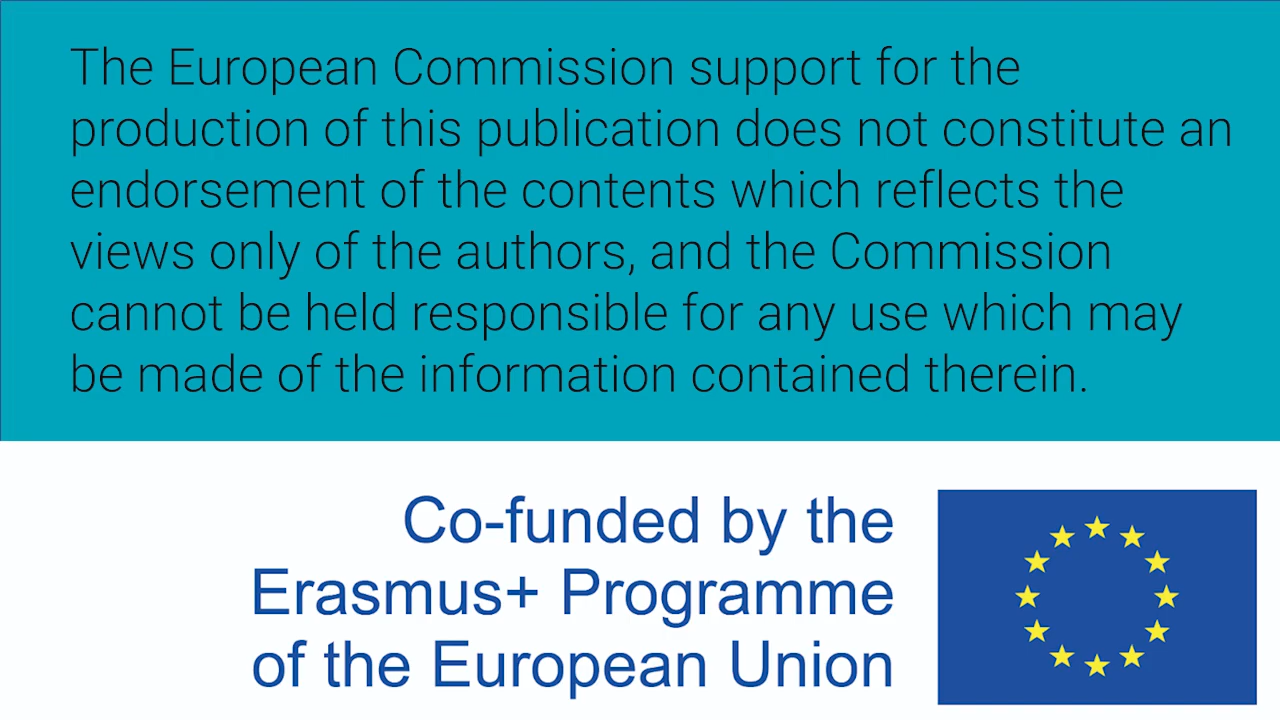 The European Commission support for the
production of this publication does not constitute an
endorsement of the contents which reflects the
views only of the authors, and the Commission
cannot be held responsible for any use which may
be made of the information contained therein.
Co-funded by the
Erasmus+ Programme
of the European Union